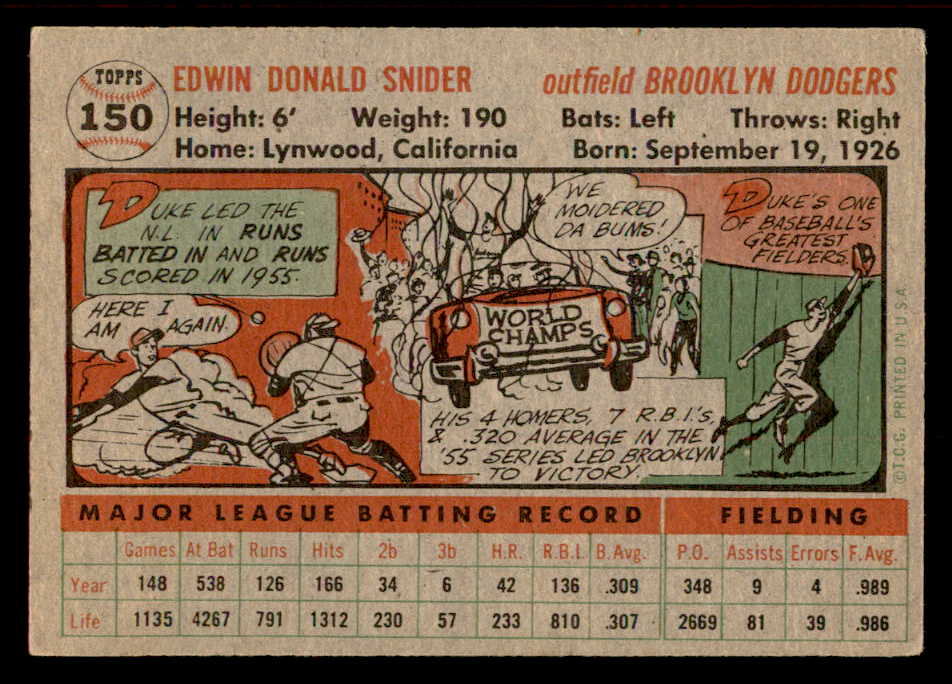 TOPPS
150
EDWIN DONALD SNIDER
outfield BROOKLYN DODGERS
Height: 6' Weight: 190 Bats: Left Throws: Right
Home: Lynwood, California Born: September 19, 1926
DUKE LED THE
N.L. IN RUNS
BATTED IN AND RUNS
SCORED IN 1955.
HERE I
AM AGAIN.
WE
MOIDERED
DA BUMS!
WORLD
CHAMPS
HIS 4 HOMERS, 7 R.B.I.'S,
& .320 AVERAGE IN THE
'55 SERIES LED BROOKLYN
TO VICTORY.
DUKE'S ONE
OF BASEBALL'S
GREATEST
FIELDERS.
©T.C.G. PRINTED IN U.S.A.
MAJOR LEAGUE BATTING RECORD FIELDING
Games At Bat Runs Hits 2b 3b H.R. R.B.I. B.Avg. P.O. Assists Errors F.Avg.
Year 148 538 126 166 34 6 42 136 .309 348 9 4 .989
Life 1135 4267 791 1312 230 57 233 810 .307 2669 81 39 .986